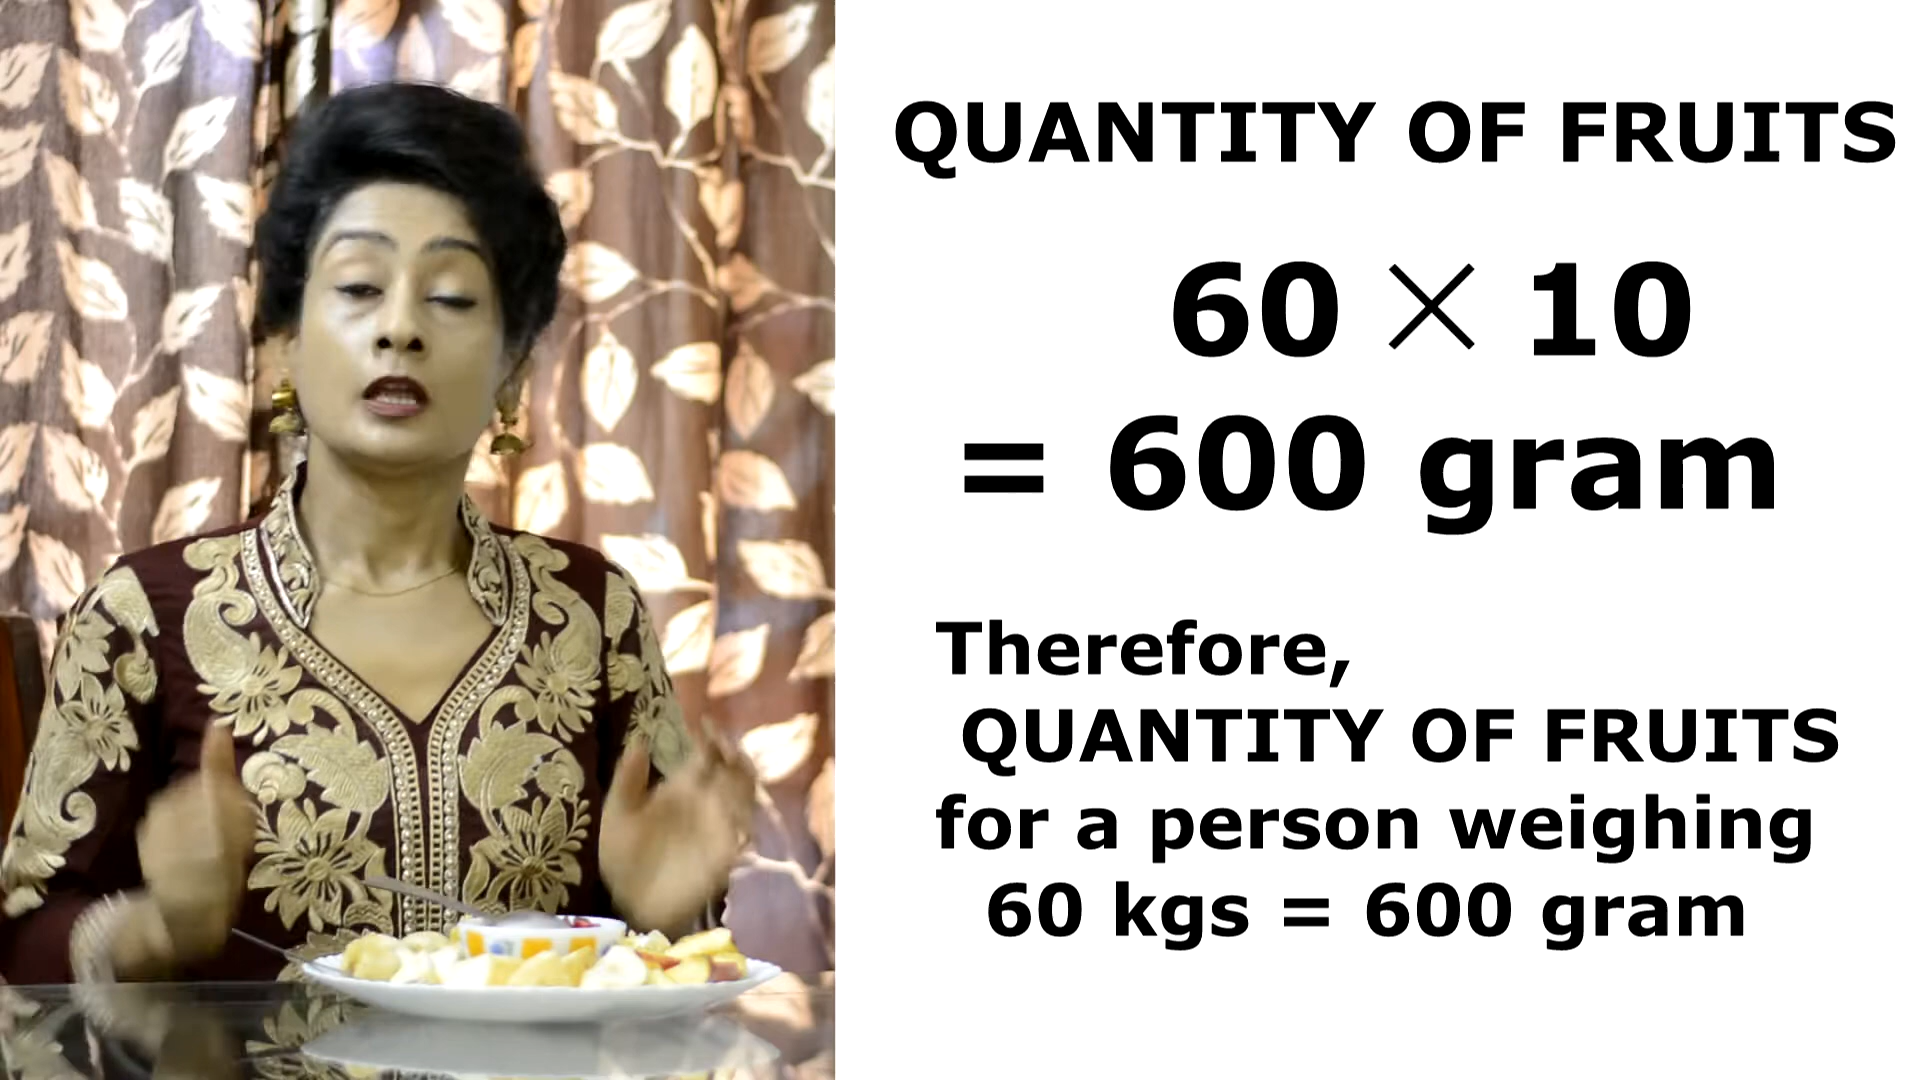 QUANTITY OF FRUITS
60 × 10
= 600 gram
Therefore,
QUANTITY OF FRUITS
for a person weighing
60 kgs = 600 gram